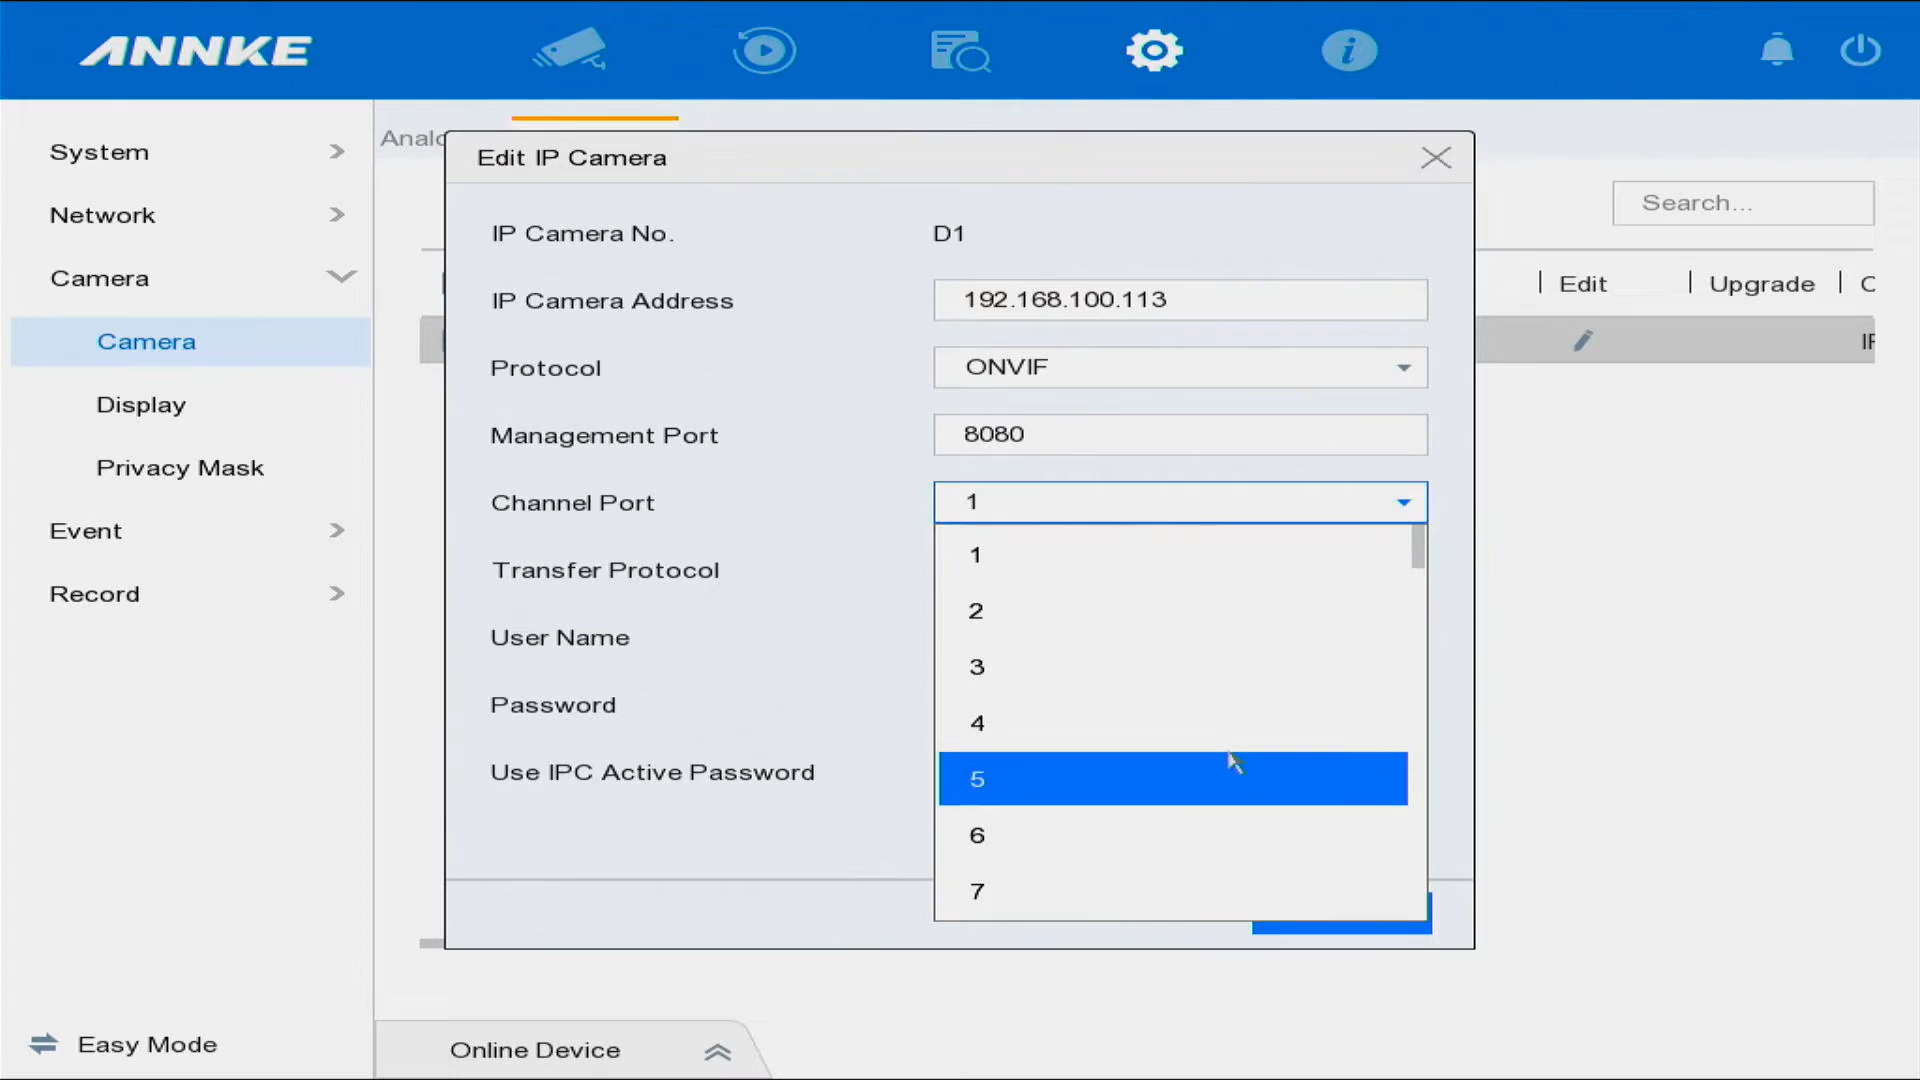 ANNKE
System
Network
Camera
Camera
Display
Privacy Mask
Event
Record
Easy Mode
Analo
Search...
Edit
Upgrade
Edit IP Camera
IP Camera No.
D1
IP Camera Address
192.168.100.113
Protocol
ONVIF
Management Port
8080
Channel Port
1
1
2
3
4
5
6
7
Transfer Protocol
User Name
Password
Use IPC Active Password
Online Device